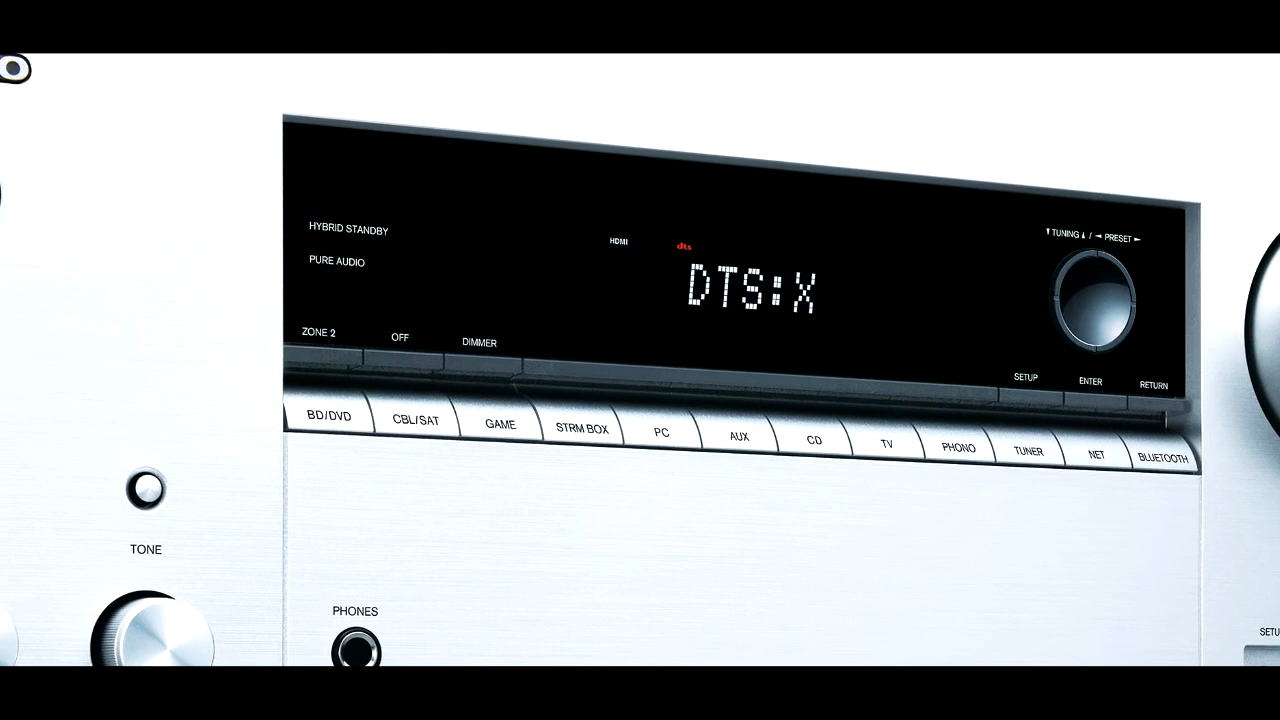 HYBRID STANDBY
PURE AUDIO
HDMI
dts
DTS:X
TUNING / PRESET
ZONE 2
OFF
DIMMER
SETUP
ENTER
RETURN
BD/DVD
CBL/SAT
GAME
STRM BOX
PC
AUX
CD
TV
PHONO
TUNER
NET
BLUETOOTH
TONE
PHONES
SETU